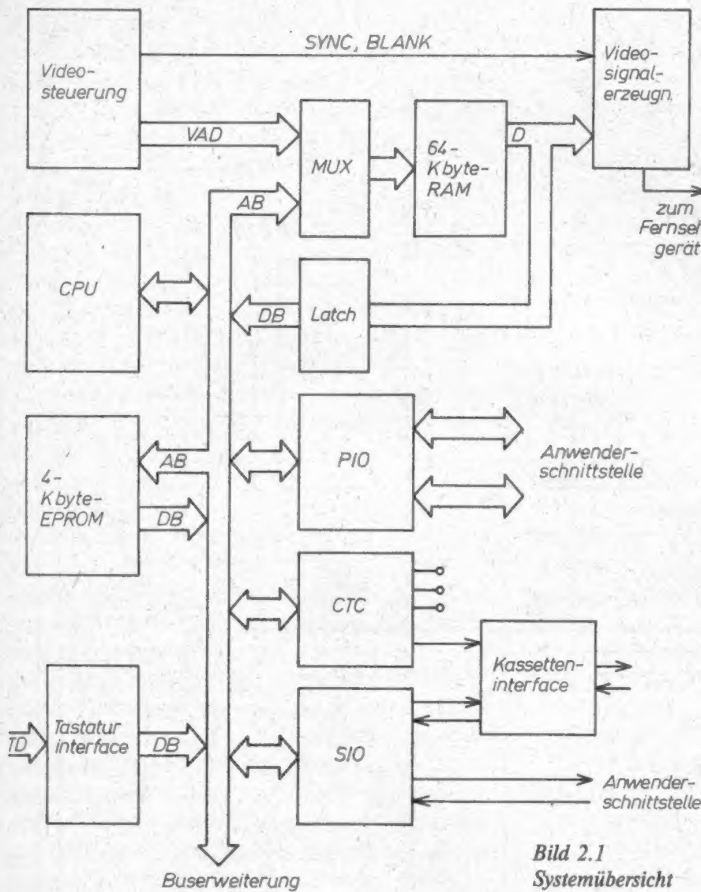 SYNC, BLANK
Video-
steuerung
Video-
signal-
erzeugn.
VAD
MUX
64-
Kbyte-
RAM
D
AB
zum
Fernseh
gerät
CPU
DB
Latch
4-
Kbyte-
EPROM
AB
DB
PIO
Anwender-
schnittstelle
CTC
Kassetten-
interface
TD
Tastatur
interface
DB
SIO
Anwender-
schnittstelle
Buserweiterung
Bild 2.1
Systemübersicht